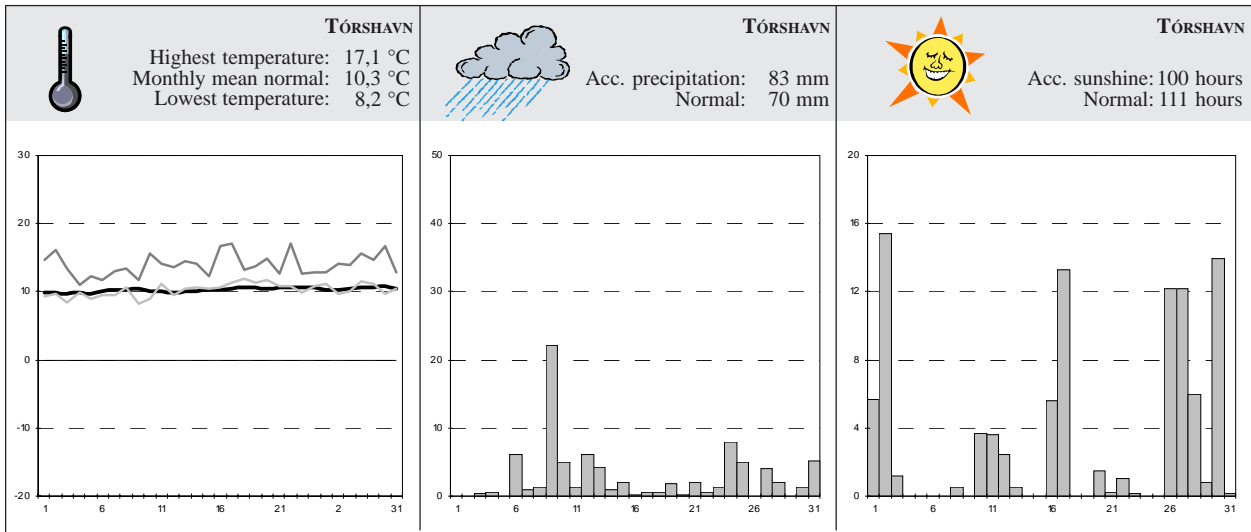 TÓRSHAVN
Highest temperature: 17,1 °C
Monthly mean normal: 10,3 °C
Lowest temperature: 8,2 °C
30
20
10
0
-10
-20
1 6 11 16 21 2 31
TÓRSHAVN
Acc. precipitation: 83 mm
Normal: 70 mm
50
40
30
20
10
0
1 6 11 16 21 26 31
TÓRSHAVN
Acc. sunshine: 100 hours
Normal: 111 hours
20
16
12
8
4
0
1 6 11 16 21 26 31